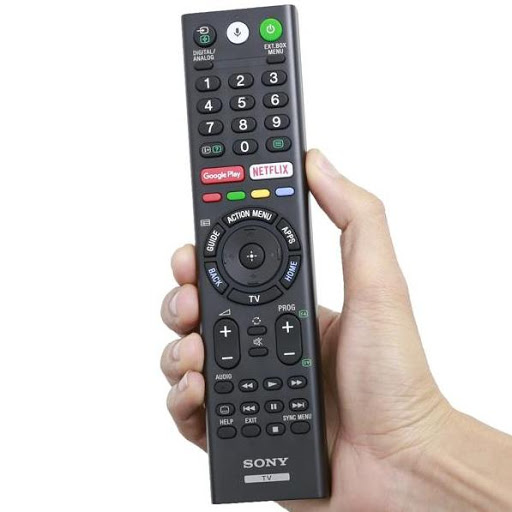 DIGITAL/
ANALOG
EXT.BOX
MENU
1 2 3
4 5 6
7 8 9
0
Google Play NETFLIX
ACTION MENU
GUIDE APPS
BACK HOME
TV
PROG
+ +
− −
AUDIO
HELP EXIT SYNC MENU
SONY
TV